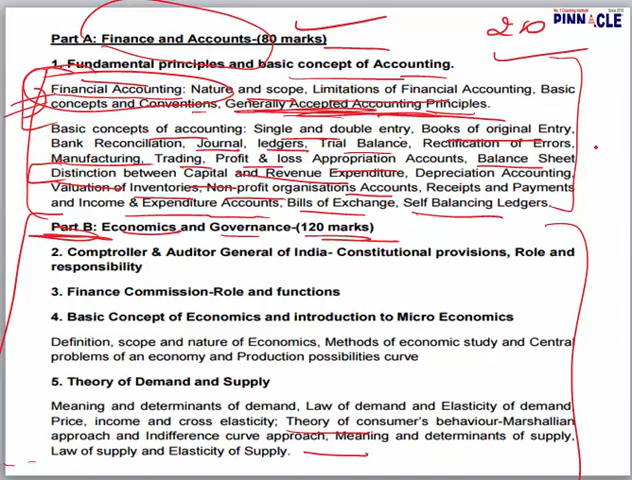 No. 1 Coaching Institute Since 2010
PINNACLE
Part A: Finance and Accounts-(80 marks)
1. Fundamental principles and basic concept of Accounting.
Financial Accounting: Nature and scope, Limitations of Financial Accounting, Basic
concepts and Conventions, Generally Accepted Accounting Principles.
Basic concepts of accounting: Single and double entry, Books of original Entry,
Bank Reconciliation, Journal, ledgers, Trial Balance, Rectification of Errors,
Manufacturing, Trading, Profit & loss Appropriation Accounts, Balance Sheet
Distinction between Capital and Revenue Expenditure, Depreciation Accounting,
Valuation of Inventories, Non-profit organisations Accounts, Receipts and Payments
and Income & Expenditure Accounts, Bills of Exchange, Self Balancing Ledgers.
Part B: Economics and Governance-(120 marks)
2. Comptroller & Auditor General of India- Constitutional provisions, Role and
responsibility
3. Finance Commission-Role and functions
4. Basic Concept of Economics and introduction to Micro Economics
Definition, scope and nature of Economics, Methods of economic study and Central
problems of an economy and Production possibilities curve
5. Theory of Demand and Supply
Meaning and determinants of demand, Law of demand and Elasticity of demand,
Price, income and cross elasticity; Theory of consumer's behaviour-Marshallian
approach and Indifference curve approach, Meaning and determinants of supply,
Law of supply and Elasticity of Supply.